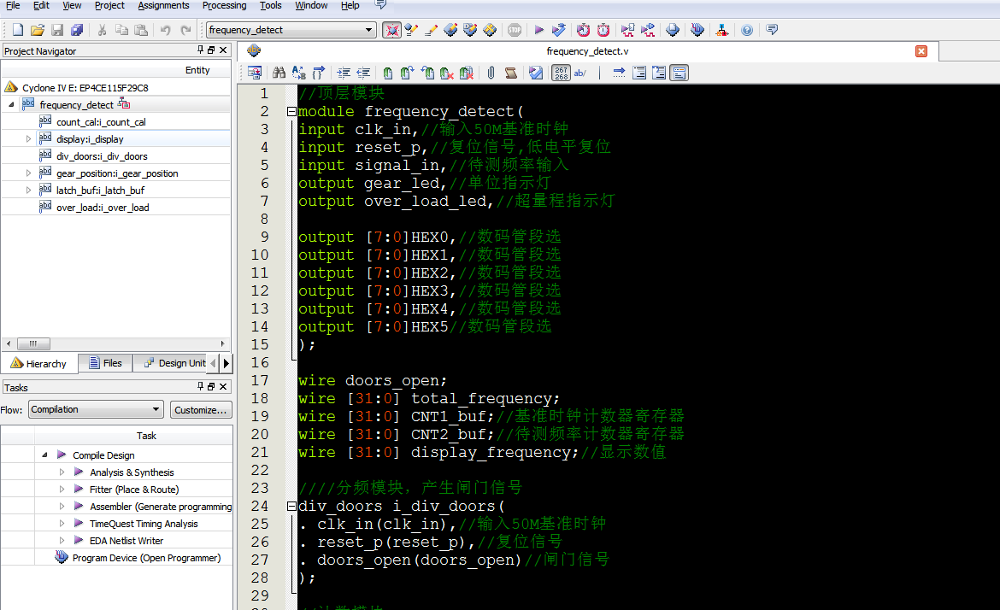 File Edit View Project Assignments Processing Tools Window Help
frequency_detect
STOP
Project Navigator
Entity
Cyclone IV E: EP4CE115F29C8
frequency_detect
count_cal:i_count_cal
display:i_display
div_doors:i_div_doors
gear_position:i_gear_position
latch_buf:i_latch_buf
over_load:i_over_load
Hierarchy Files Design Unit
Tasks
Flow: Compilation Customize...
Task
Compile Design
Analysis & Synthesis
Fitter (Place & Route)
Assembler (Generate programming
TimeQuest Timing Analysis
EDA Netlist Writer
Program Device (Open Programmer)
frequency_detect.v
267 268 ab/
1 //顶层模块
2 module frequency_detect(
3 input clk_in,//输入50M基准时钟
4 input reset_p,//复位信号,低电平复位
5 input signal_in,//待测频率输入
6 output gear_led,//单位指示灯
7 output over_load_led,//超量程指示灯
8
9 output [7:0]HEX0,//数码管段选
10 output [7:0]HEX1,//数码管段选
11 output [7:0]HEX2,//数码管段选
12 output [7:0]HEX3,//数码管段选
13 output [7:0]HEX4,//数码管段选
14 output [7:0]HEX5//数码管段选
15 );
16
17 wire doors_open;
18 wire [31:0] total_frequency;
19 wire [31:0] CNT1_buf;//基准时钟计数器寄存器
20 wire [31:0] CNT2_buf;//待测频率计数器寄存器
21 wire [31:0] display_frequency;//显示数值
22
23 ////分频模块，产生闸门信号
24 div_doors i_div_doors(
25 . clk_in(clk_in),//输入50M基准时钟
26 . reset_p(reset_p),//复位信号
27 . doors_open(doors_open)//闸门信号
28 );
29